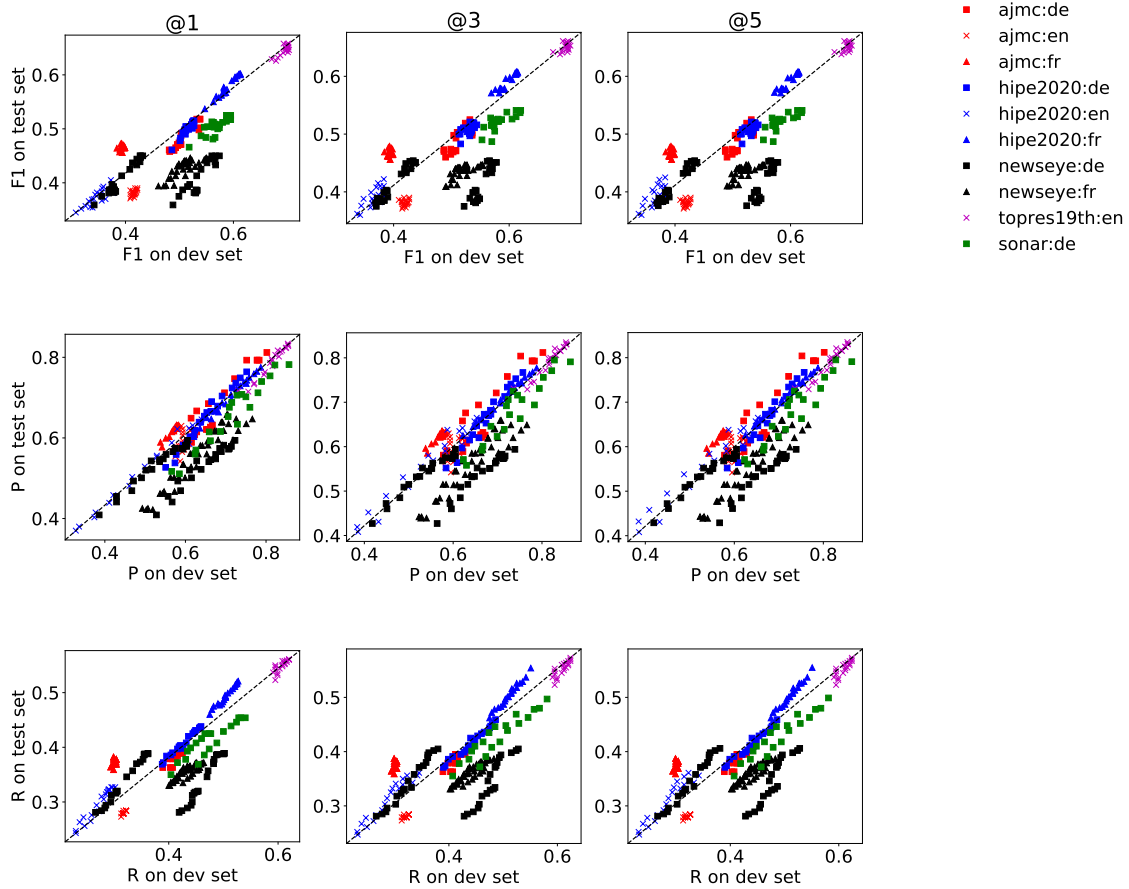 @1
@3
@5
0.6
0.5
0.4
F1 on test set
0.4
0.6
F1 on dev set
0.6
0.5
0.4
0.4
0.6
F1 on dev set
0.6
0.5
0.4
0.4
0.6
F1 on dev set
ajmc:de
ajmc:en
ajmc:fr
hipe2020:de
hipe2020:en
hipe2020:fr
newseye:de
newseye:fr
topres19th:en
sonar:de
0.8
0.6
0.4
P on test set
0.4
0.6
0.8
P on dev set
0.8
0.7
0.6
0.5
0.4
0.4
0.6
0.8
P on dev set
0.8
0.7
0.6
0.5
0.4
0.4
0.6
0.8
P on dev set
0.5
0.4
0.3
R on test set
0.4
0.6
R on dev set
0.5
0.4
0.3
0.4
0.6
R on dev set
0.5
0.4
0.3
0.4
0.6
R on dev set